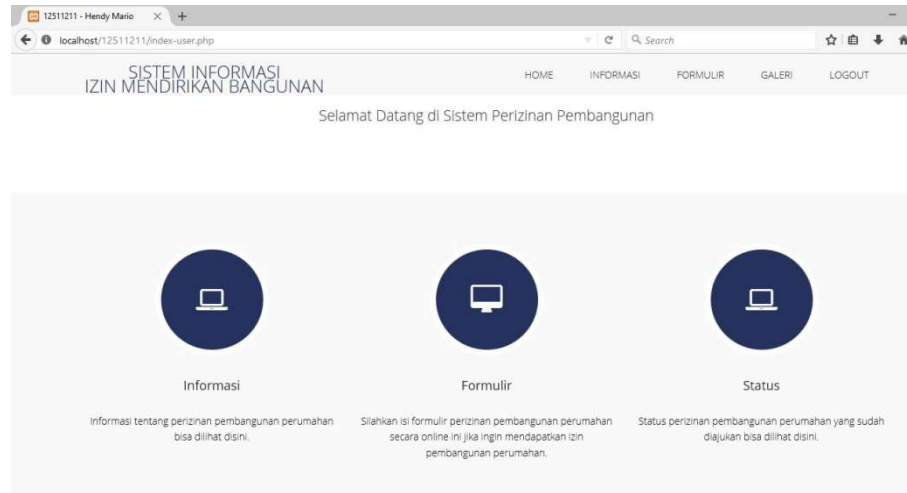 12511211 - Hendy Mario
localhost/12511211/index-user.php
Search
SISTEM INFORMASI
IZIN MENDIRIKAN BANGUNAN
HOME INFORMASI FORMULIR GALERI LOGOUT
Selamat Datang di Sistem Perizinan Pembangunan
Informasi
Informasi tentang perizinan pembangunan perumahan
bisa dilihat disini.
Formulir
Silahkan isi formulir perizinan pembangunan perumahan
secara online ini jika ingin mendapatkan izin
pembangunan perumahan.
Status
Status perizinan pembangunan perumahan yang sudah
diajukan bisa dilihat disini.